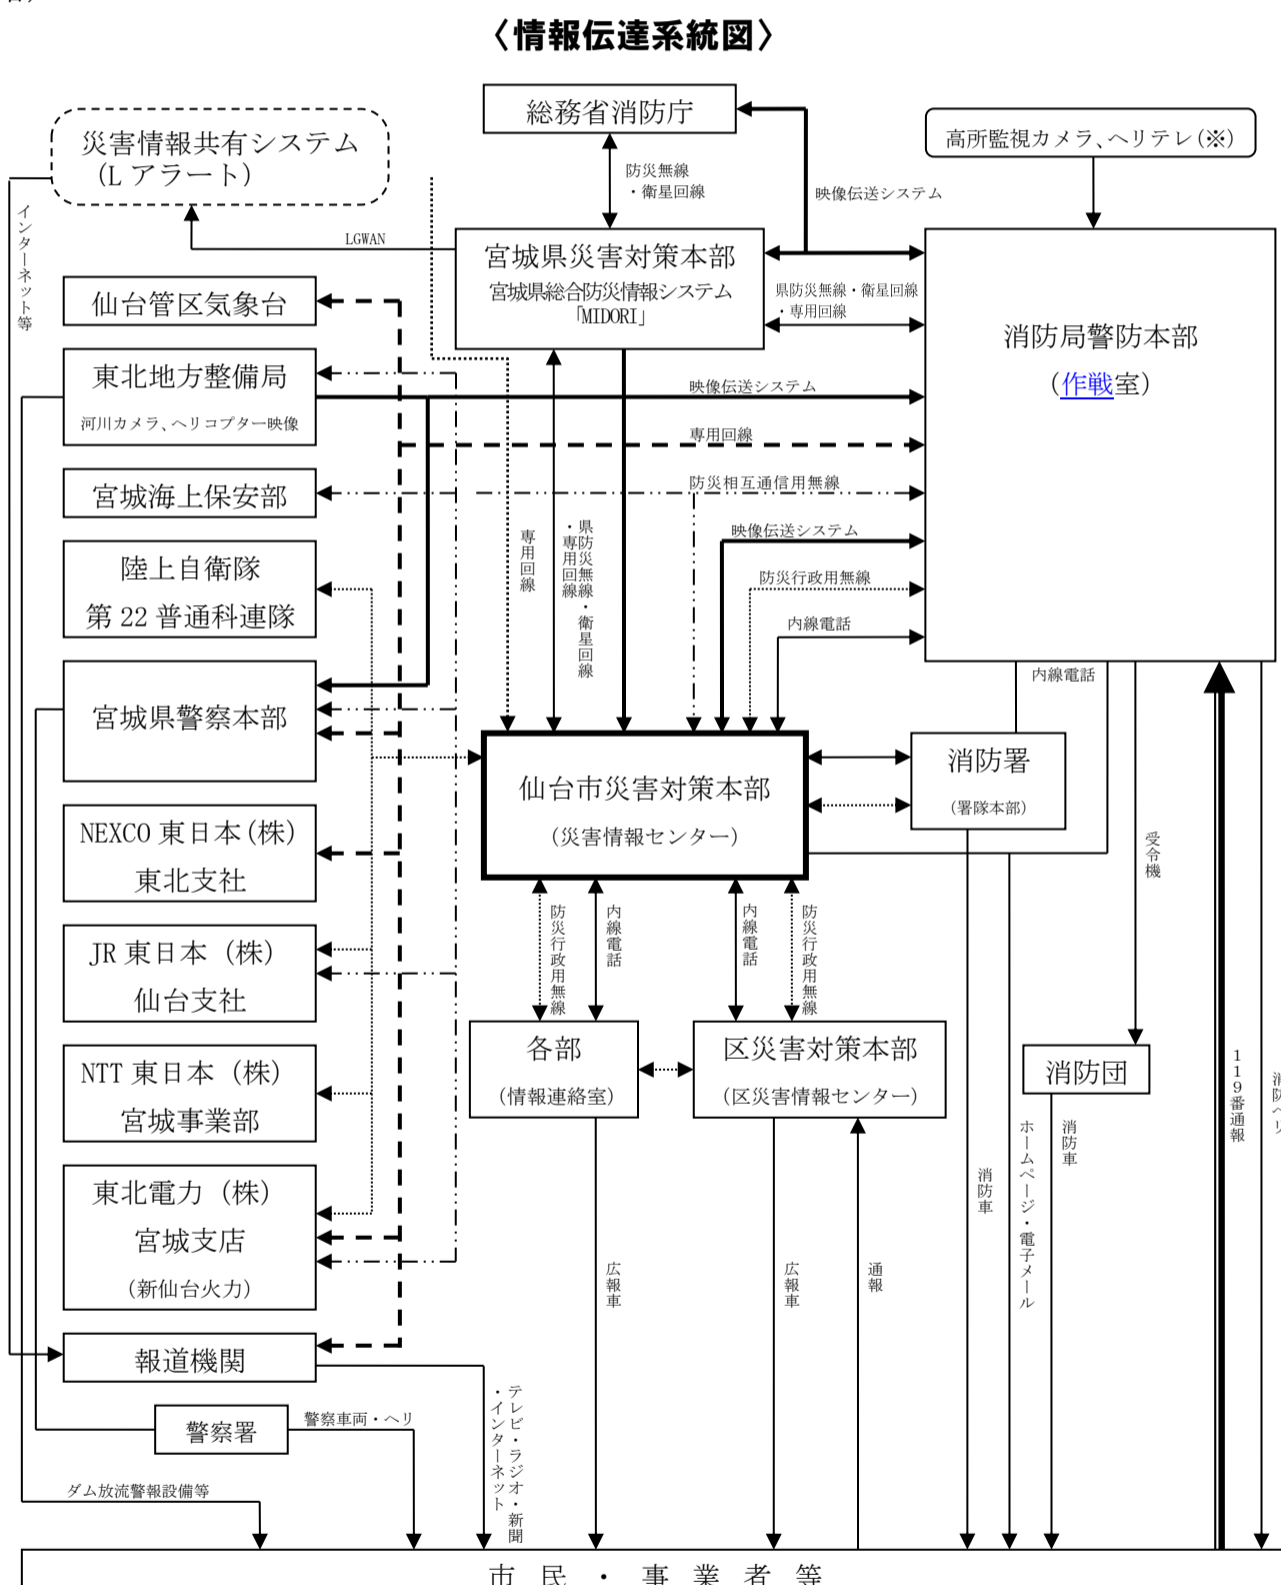 〈情報伝達系統図〉
総務省消防庁
災害情報共有システム
(L アラート)
高所監視カメラ、ヘリテレ(※)
防災無線
・衛星回線
映像伝送システム
インターネット等
LGWAN
宮城県災害対策本部
宮城県総合防災情報システム
「MIDORI」
仙台管区気象台
県防災無線・衛星回線
・専用回線
消防局警防本部
(作戦室)
東北地方整備局
河川カメラ、ヘリコプター映像
映像伝送システム
専用回線
宮城海上保安部
防災相互通信用無線
映像伝送システム
専用回線
県防災無線・衛星回線
・専用回線
陸上自衛隊
第 22 普通科連隊
防災行政用無線
内線電話
宮城県警察本部
内線電話
仙台市災害対策本部
(災害情報センター)
消防署
(署隊本部)
NEXCO 東日本(株)
東北支社
受令機
防災行政用無線
内線電話
内線電話
防災行政用無線
JR 東日本 (株)
仙台支社
各部
(情報連絡室)
区災害対策本部
(区災害情報センター)
消防団
NTT 東日本 (株)
宮城事業部
119番通報
消防ヘリ
消防車
ホームページ・電子メール
消防車
東北電力 (株)
宮城支店
(新仙台火力)
広報車
広報車
通報
報道機関
テレビ・ラジオ・新聞
・インターネット
警察署
警察車両・ヘリ
ダム放流警報設備等
市 民 ・ 事 業 者 等